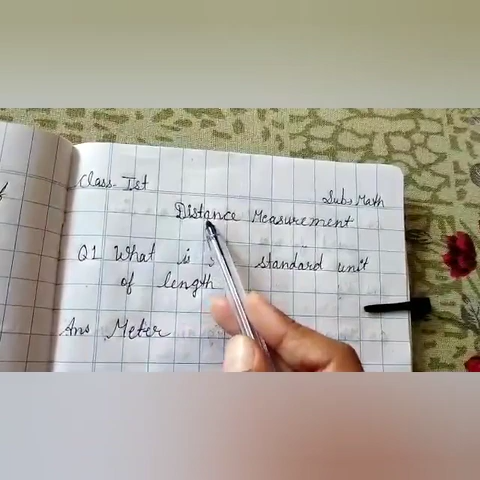 Class- Ist
Sub- Math
Distance Measurement
Q1 What is standard unit
of length
Ans Meter